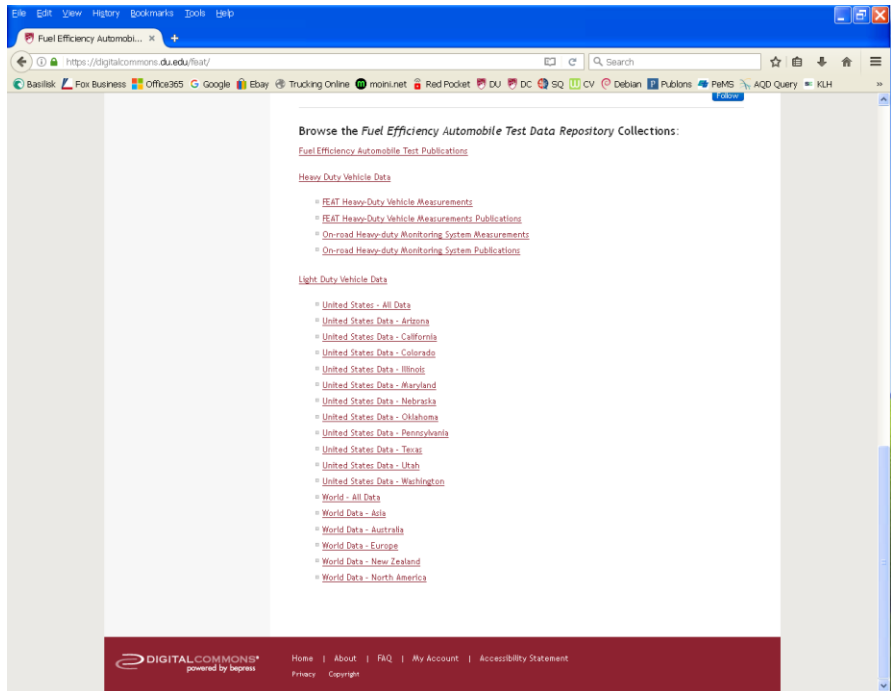 File Edit View History Bookmarks Tools Help
Fuel Efficiency Automobi... × +
https://digitalcommons.du.edu/feat/ Search
Basilisk Fox Business Office365 Google Ebay Trucking Online moini.net Red Pocket DU DC SQ CV Debian Publons PeMS AQD Query KLH »
Follow
Browse the Fuel Efficiency Automobile Test Data Repository Collections:
Fuel Efficiency Automobile Test Publications
Heavy Duty Vehicle Data
FEAT Heavy-Duty Vehicle Measurements
FEAT Heavy-Duty Vehicle Measurements Publications
On-road Heavy-duty Monitoring System Measurements
On-road Heavy-duty Monitoring System Publications
Light Duty Vehicle Data
United States - All Data
United States Data - Arizona
United States Data - California
United States Data - Colorado
United States Data - Illinois
United States Data - Maryland
United States Data - Nebraska
United States Data - Oklahoma
United States Data - Pennsylvania
United States Data - Texas
United States Data - Utah
United States Data - Washington
World - All Data
World Data - Asia
World Data - Australia
World Data - Europe
World Data - New Zealand
World Data - North America
DIGITALCOMMONS®
powered by bepress
Home | About | FAQ | My Account | Accessibility Statement
Privacy Copyright